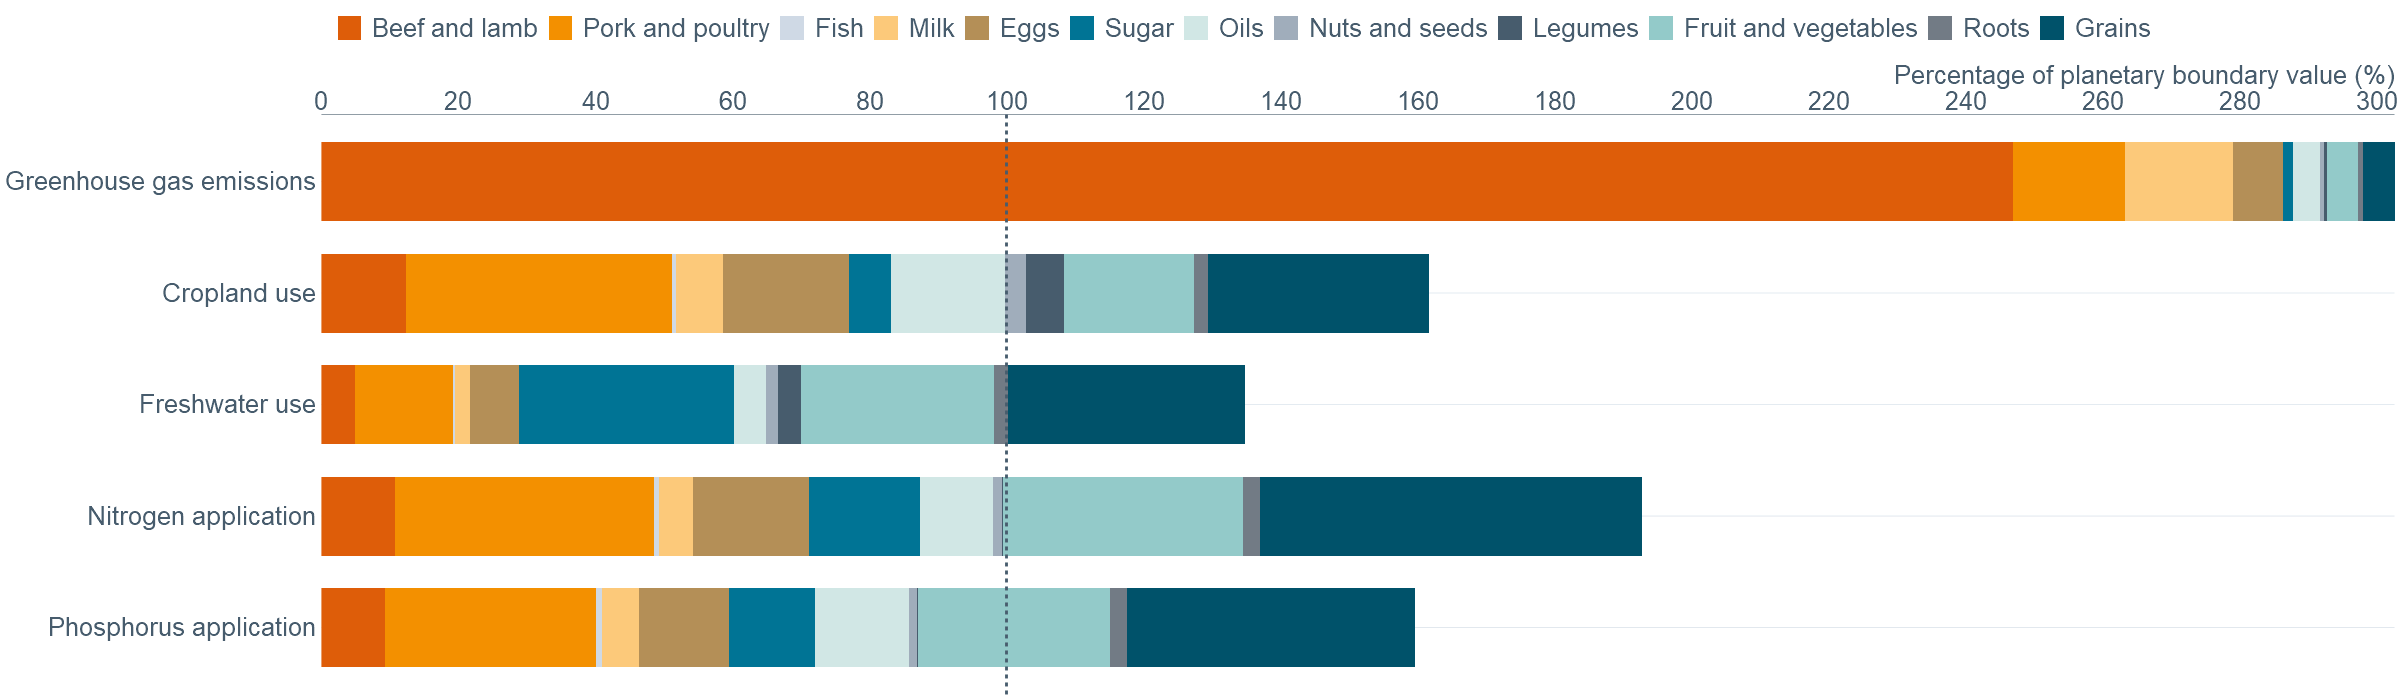 Beef and lamb Pork and poultry Fish Milk Eggs Sugar Oils Nuts and seeds Legumes Fruit and vegetables Roots Grains
Percentage of planetary boundary value (%)
0 20 40 60 80 100 120 140 160 180 200 220 240 260 280 300
Greenhouse gas emissions
Cropland use
Freshwater use
Nitrogen application
Phosphorus application